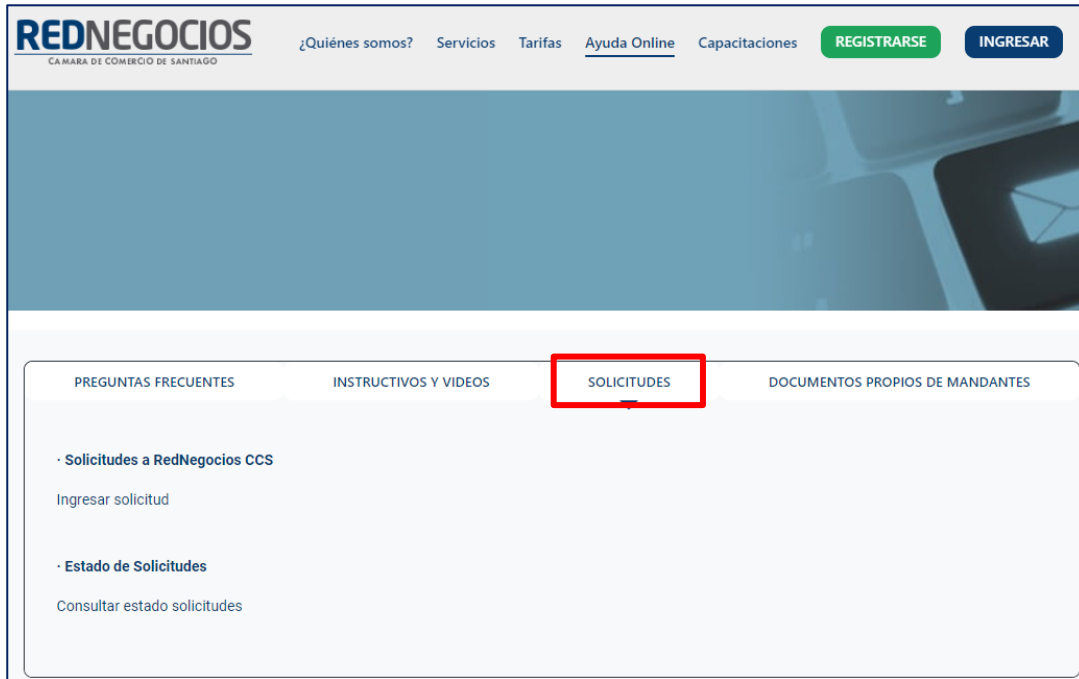 REDNEGOCIOS
CAMARA DE COMERCIO DE SANTIAGO
¿Quiénes somos? Servicios Tarifas Ayuda Online Capacitaciones REGISTRARSE INGRESAR
PREGUNTAS FRECUENTES INSTRUCTIVOS Y VIDEOS SOLICITUDES DOCUMENTOS PROPIOS DE MANDANTES
· Solicitudes a RedNegocios CCS
Ingresar solicitud
· Estado de Solicitudes
Consultar estado solicitudes